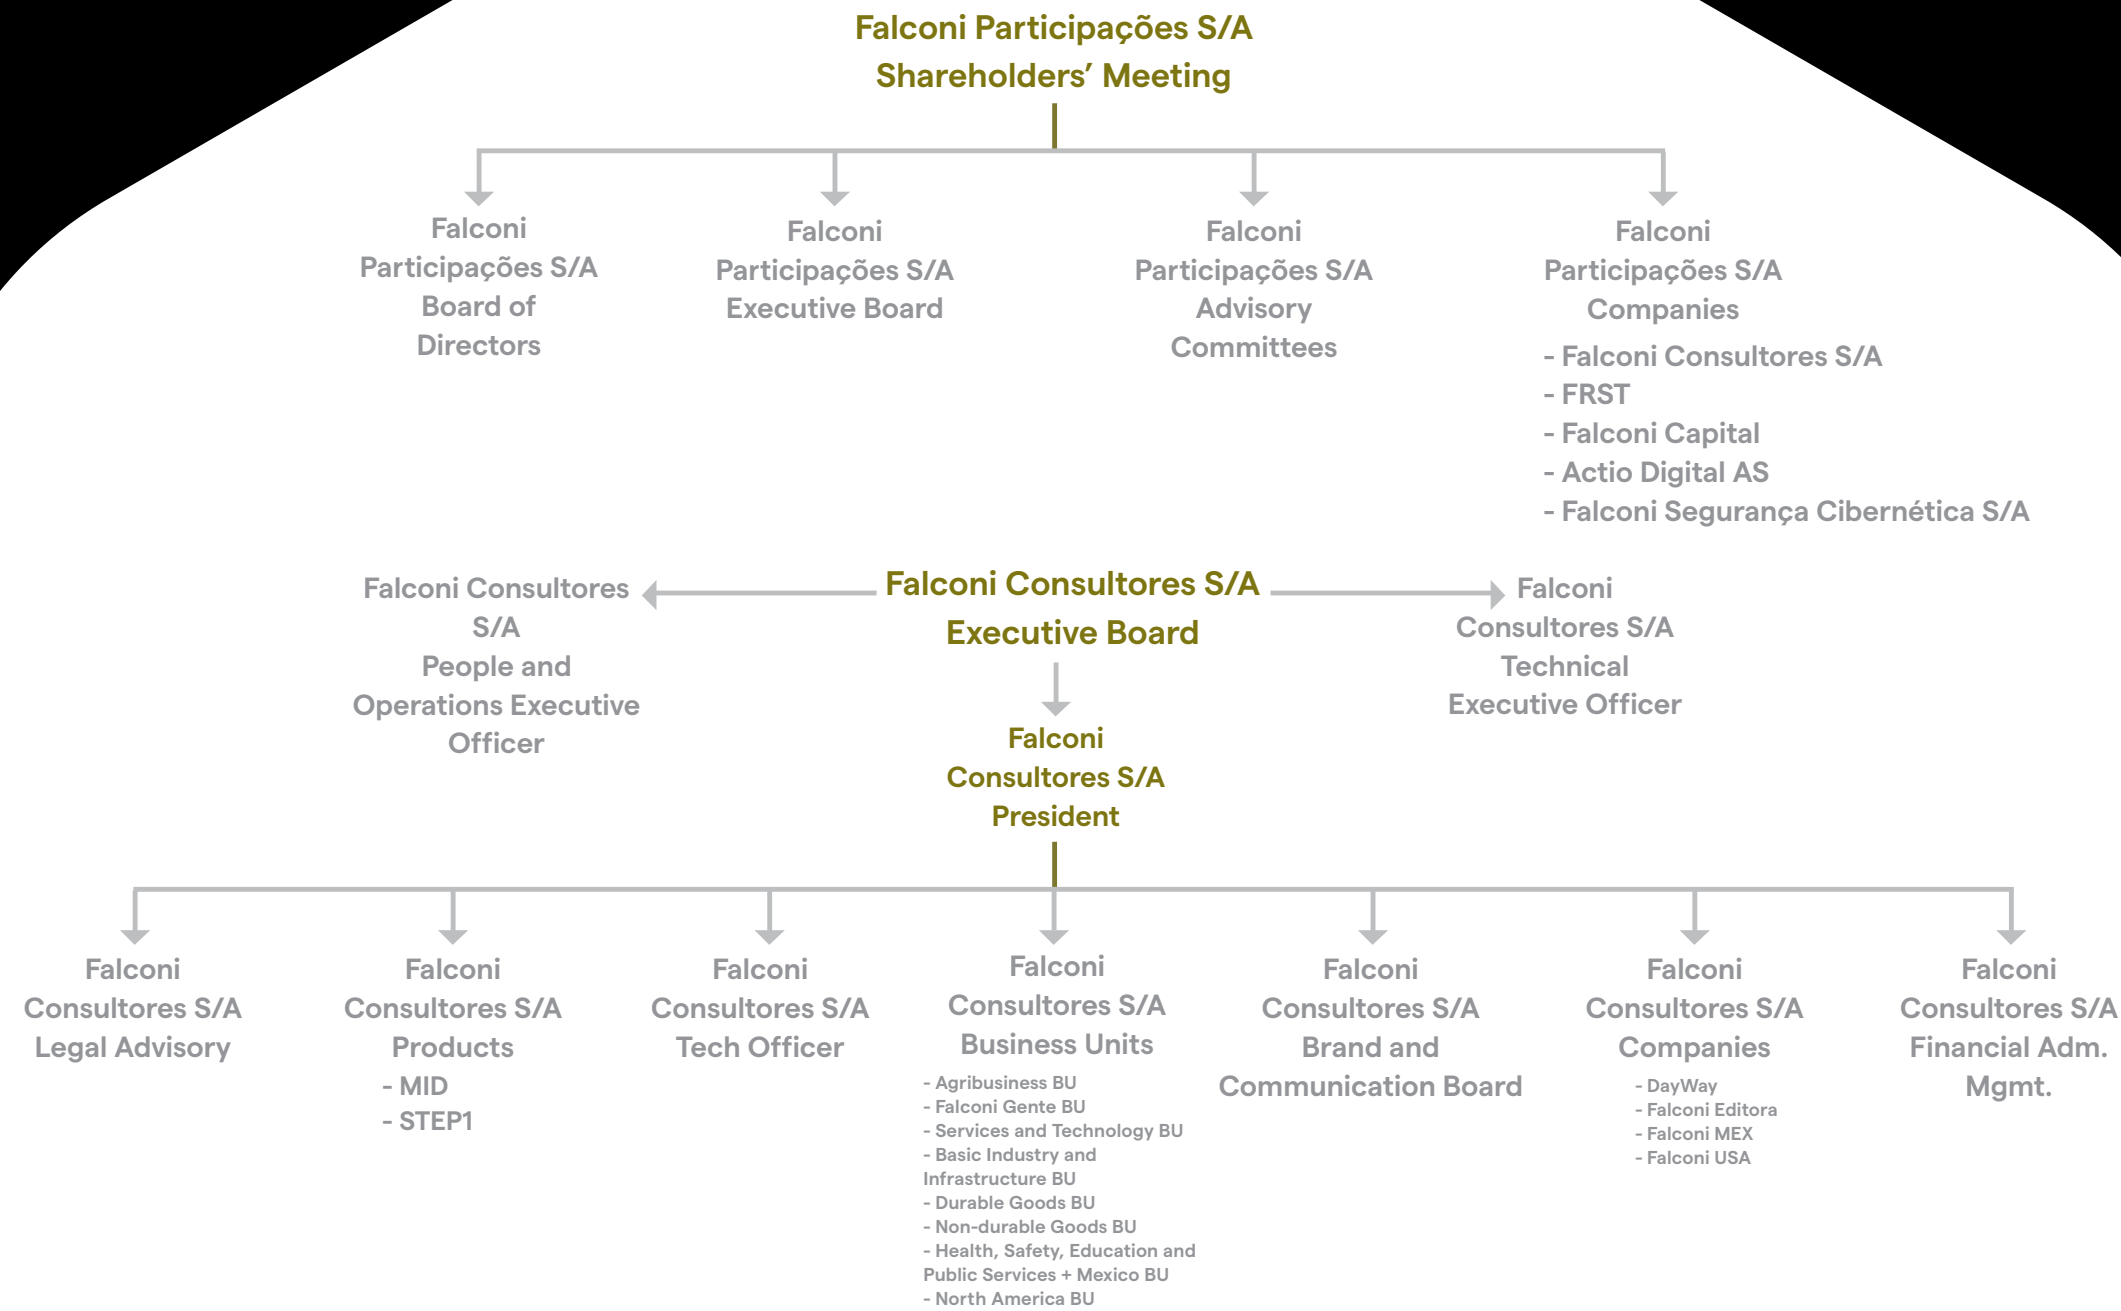 Falconi Participações S/A
Shareholders’ Meeting
Falconi
Participações S/A
Board of
Directors
Falconi
Participações S/A
Executive Board
Falconi
Participações S/A
Advisory
Committees
Falconi
Participações S/A
Companies
- Falconi Consultores S/A
- FRST
- Falconi Capital
- Actio Digital AS
- Falconi Segurança Cibernética S/A
Falconi Consultores
S/A
People and
Operations Executive
Officer
Falconi Consultores S/A
Executive Board
Falconi
Consultores S/A
Technical
Executive Officer
Falconi
Consultores S/A
President
Falconi
Consultores S/A
Legal Advisory
Falconi
Consultores S/A
Products
- MID
- STEP1
Falconi
Consultores S/A
Tech Officer
Falconi
Consultores S/A
Business Units
- Agribusiness BU
- Falconi Gente BU
- Services and Technology BU
- Basic Industry and
Infrastructure BU
- Durable Goods BU
- Non-durable Goods BU
- Health, Safety, Education and
Public Services + Mexico BU
- North America BU
Falconi
Consultores S/A
Brand and
Communication Board
Falconi
Consultores S/A
Companies
- DayWay
- Falconi Editora
- Falconi MEX
- Falconi USA
Falconi
Consultores S/A
Financial Adm.
Mgmt.